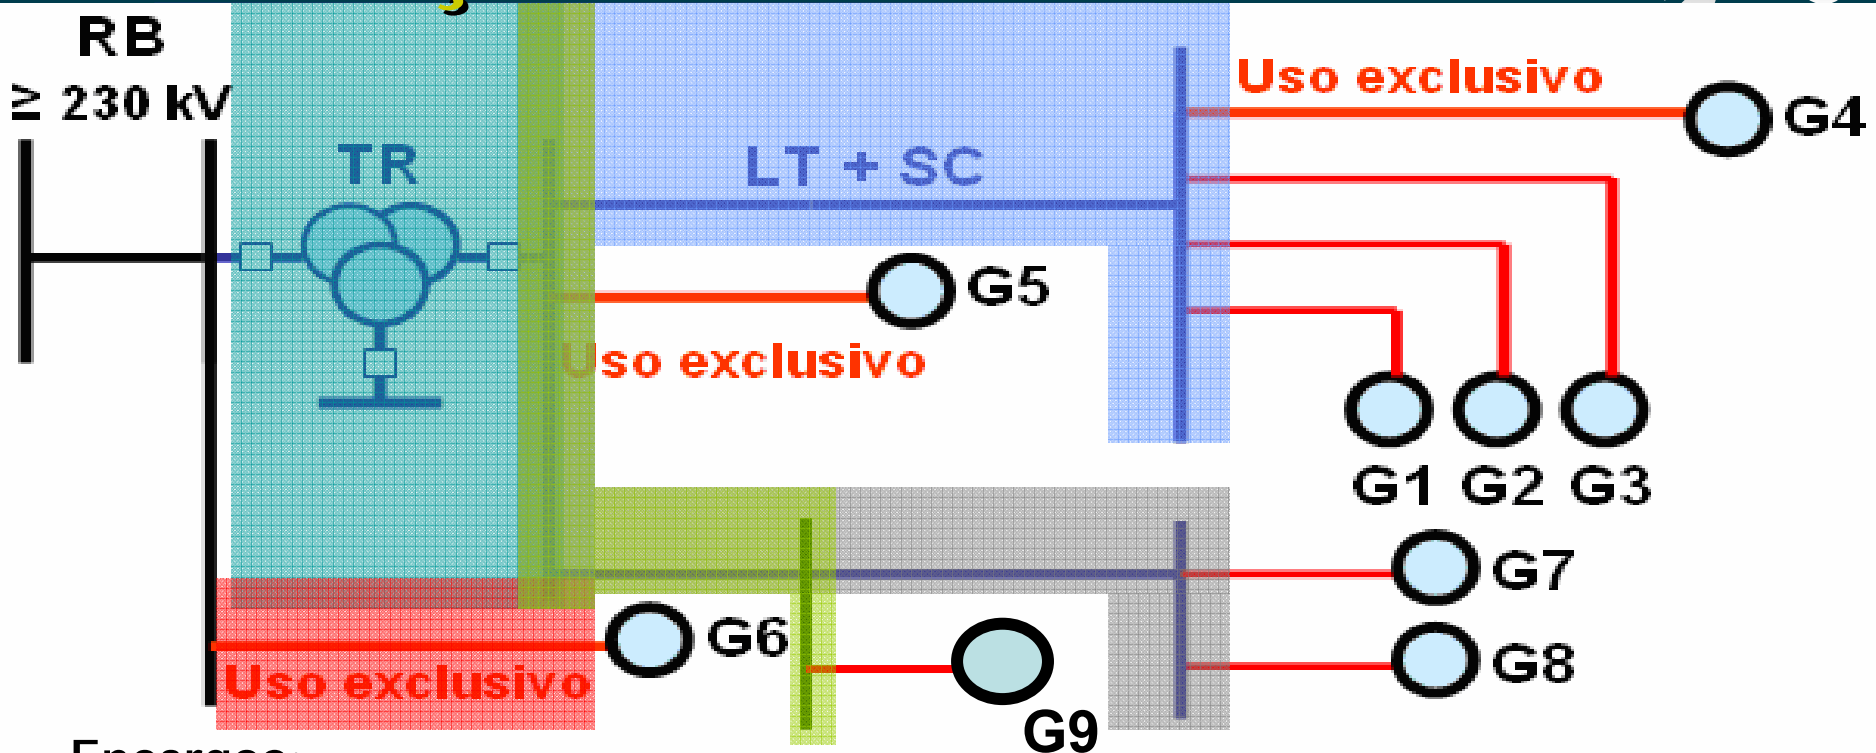 RB
≥ 230 kV
Uso exclusivo
G4
TR
LT + SC
G5
Uso exclusivo
G1 G2 G3
G7
G6
Uso exclusivo
G8
G9